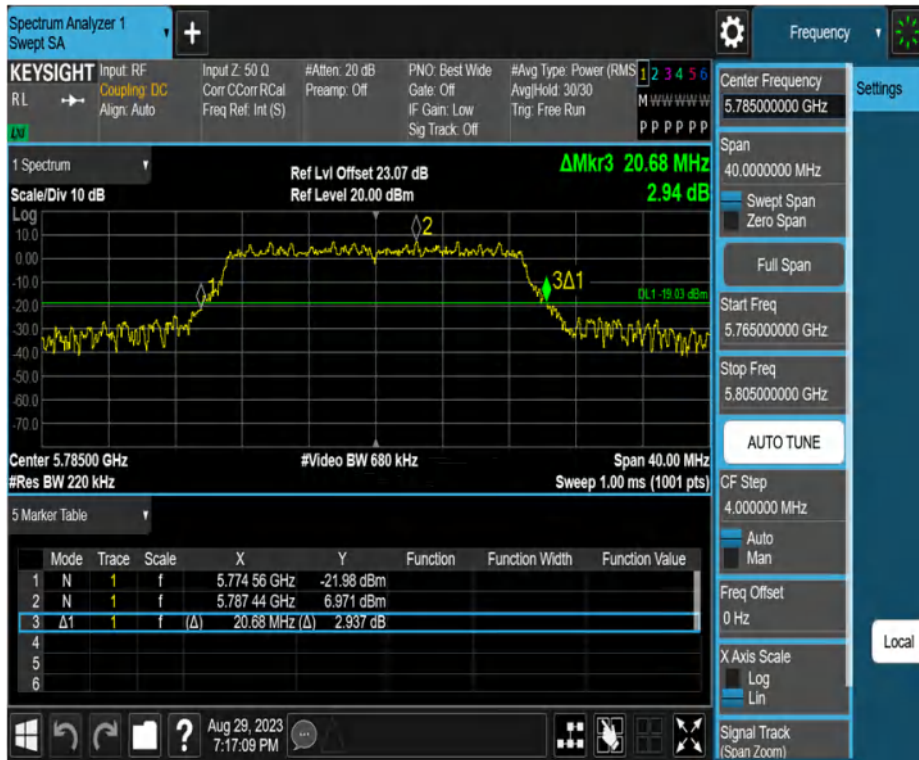 Spectrum Analyzer 1
Swept SA
+
Frequency
KEYSIGHT
RL
LXI
Input: RF
Coupling: DC
Align: Auto
Input Z: 50 Ω
Corr CCorr RCal
Freq Ref: Int (S)
#Atten: 20 dB
Preamp: Off
PNO: Best Wide
Gate: Off
IF Gain: Low
Sig Track: Off
#Avg Type: Power (RMS
Avg|Hold: 30/30
Trig: Free Run
1 2 3 4 5 6
M W W W W W
P P P P P P
1 Spectrum
Scale/Div 10 dB
Ref Lvl Offset 23.07 dB
Ref Level 20.00 dBm
ΔMkr3 20.68 MHz
2.94 dB
Log
10.0
0.00
-10.0
-20.0
-30.0
-40.0
-50.0
-60.0
-70.0
2
1
3Δ1
DL1 -19.03 dBm
Center 5.78500 GHz
#Video BW 680 kHz
Span 40.00 MHz
#Res BW 220 kHz
Sweep 1.00 ms (1001 pts)
5 Marker Table
Mode Trace Scale X Y Function Function Width Function Value
1 N 1 f 5.774 56 GHz -21.98 dBm
2 N 1 f 5.787 44 GHz 6.971 dBm
3 Δ1 1 f (Δ) 20.68 MHz (Δ) 2.937 dB
4
5
6
?
Aug 29, 2023
7:17:09 PM
Center Frequency
5.785000000 GHz
Span
40.0000000 MHz
Swept Span
Zero Span
Full Span
Start Freq
5.765000000 GHz
Stop Freq
5.805000000 GHz
AUTO TUNE
CF Step
4.000000 MHz
Auto
Man
Freq Offset
0 Hz
X Axis Scale
Log
Lin
Signal Track
(Span Zoom)
Settings
Local